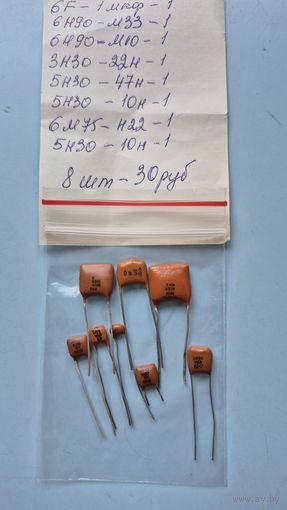 6F - 1 мкф - 1
6Н90 - М33 - 1
6Н90 - М10 - 1
3Н30 - 22Н - 1
5Н30 - 47Н - 1
5Н30 - 10Н - 1
6М75 - Н22 - 1
5Н30 - 10Н - 1
8 шт - 30 руб
www.ay.by